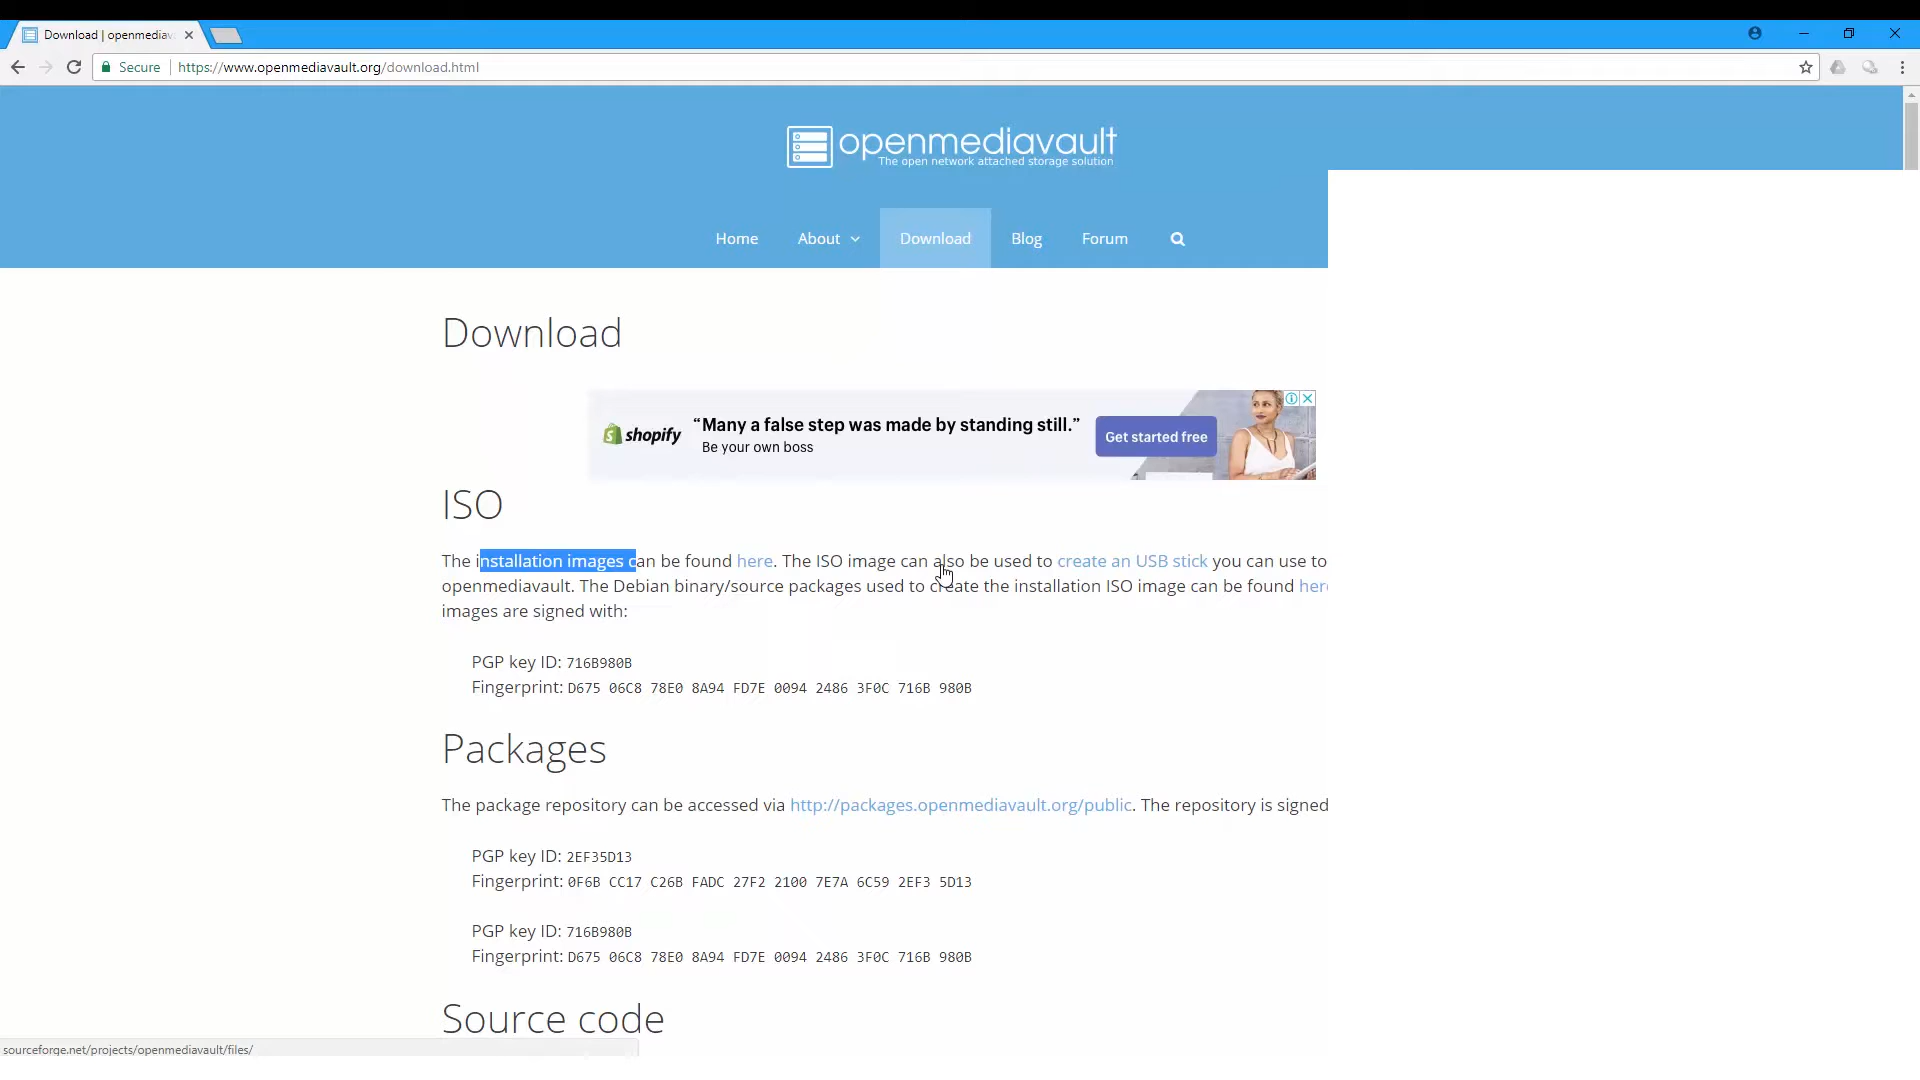 Download | openmediav
Secure https://www.openmediavault.org/download.html
openmediavault
The open network attached storage solution
Home About Download Blog Forum
Download
shopify
“Many a false step was made by standing still.”
Be your own boss
Get started free
ISO
The installation images can be found here. The ISO image can also be used to create an USB stick you can use to
openmediavault. The Debian binary/source packages used to create the installation ISO image can be found here
images are signed with:
PGP key ID: 716B980B
Fingerprint: D675 06C8 78E0 8A94 FD7E 0094 2486 3F0C 716B 980B
Packages
The package repository can be accessed via http://packages.openmediavault.org/public. The repository is signed
PGP key ID: 2EF35D13
Fingerprint: 0F6B CC17 C26B FADC 27F2 2100 7E7A 6C59 2EF3 5D13
PGP key ID: 716B980B
Fingerprint: D675 06C8 78E0 8A94 FD7E 0094 2486 3F0C 716B 980B
Source code
sourceforge.net/projects/openmediavault/files/